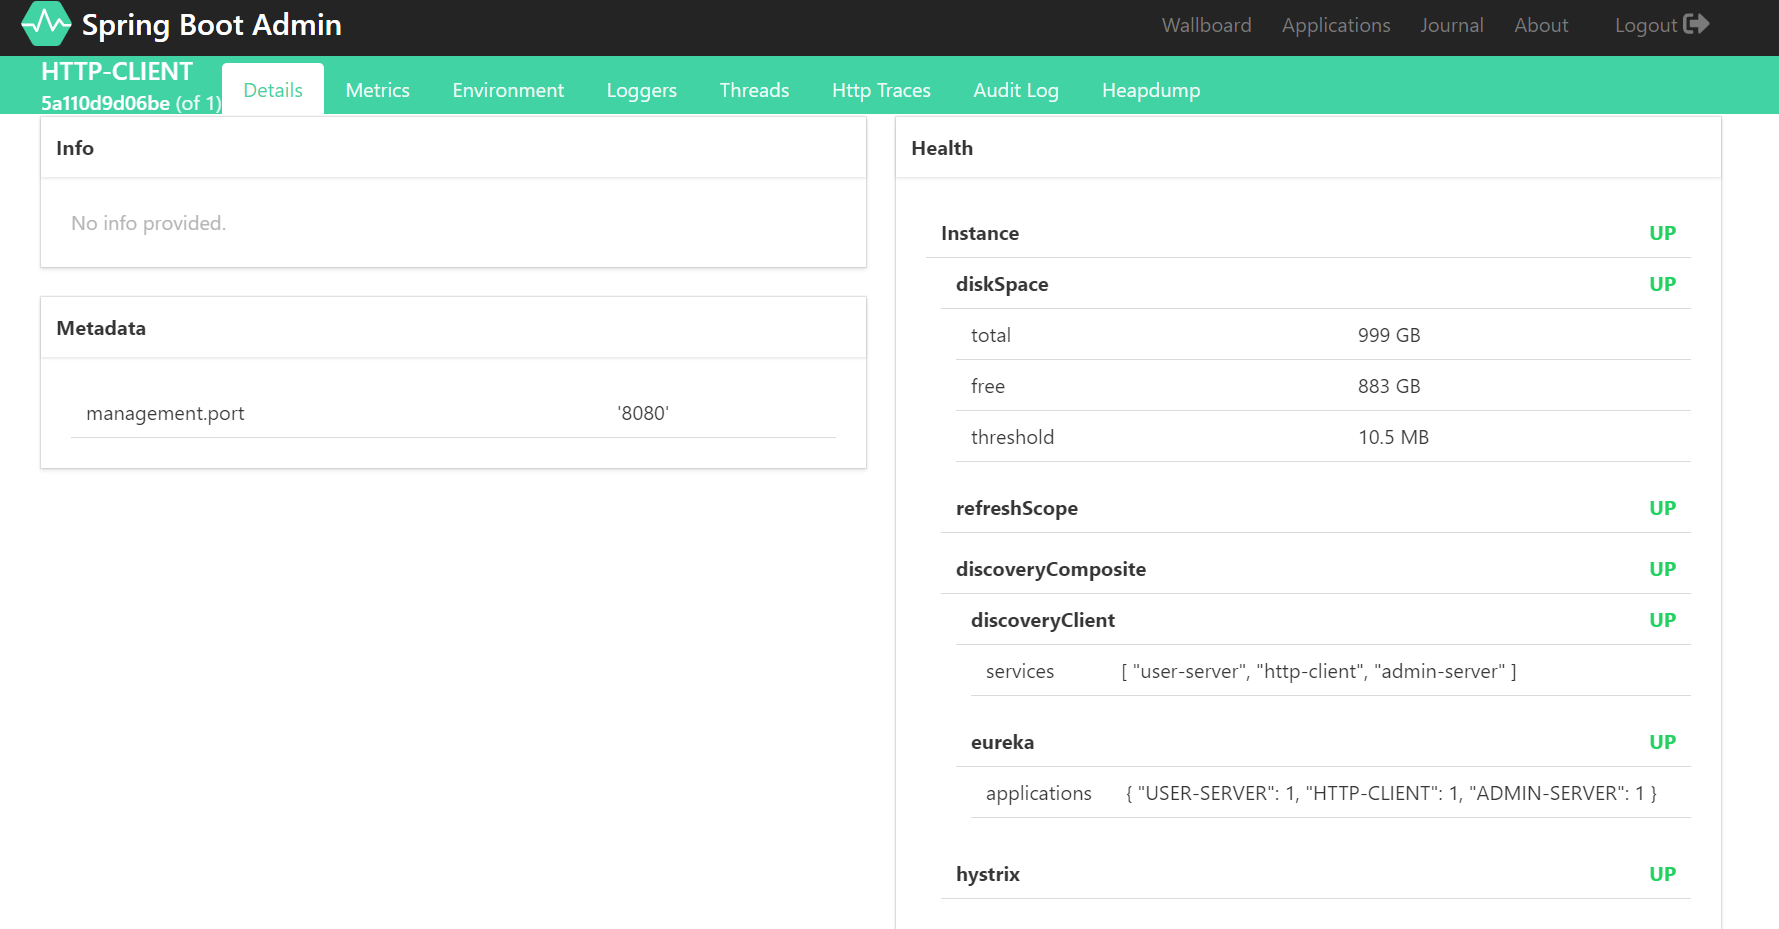 Spring Boot Admin
Wallboard Applications Journal About Logout
HTTP-CLIENT
5a110d9d06be (of 1)
Details Metrics Environment Loggers Threads Http Traces Audit Log Heapdump
Info
No info provided.
Metadata
management.port '8080'
Health
Instance UP
diskSpace UP
total 999 GB
free 883 GB
threshold 10.5 MB
refreshScope UP
discoveryComposite UP
discoveryClient UP
services [ "user-server", "http-client", "admin-server" ]
eureka UP
applications { "USER-SERVER": 1, "HTTP-CLIENT": 1, "ADMIN-SERVER": 1 }
hystrix UP